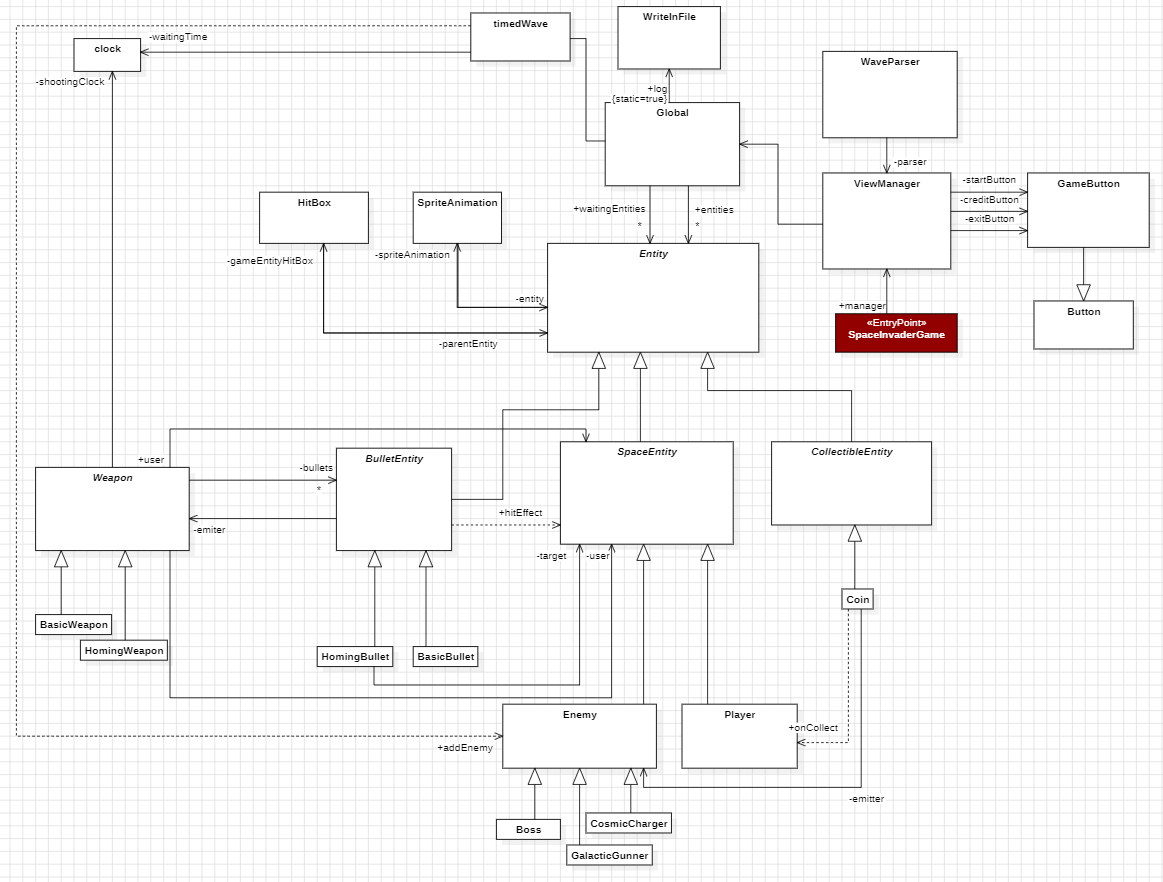 timedWave
WriteInFile
-waitingTime
clock
WaveParser
-shootingClock
+log
{static=true}
Global
-parser
-startButton
ViewManager
GameButton
-creditButton
HitBox
SpriteAnimation
+waitingEntities
+entities
-exitButton
*
*
Entity
-gameEntityHitBox
-spriteAnimation
-entity
+manager
Button
«EntryPoint»
SpaceInvaderGame
-parentEntity
+user
BulletEntity
SpaceEntity
CollectibleEntity
-bullets
Weapon
*
+hitEffect
-emiter
-target
-user
Coin
BasicWeapon
HomingWeapon
HomingBullet
BasicBullet
Enemy
Player
+onCollect
+addEnemy
-emitter
CosmicCharger
Boss
GalacticGunner